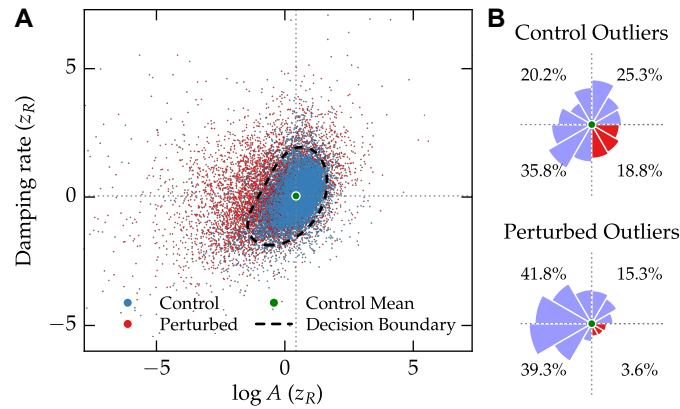 A
Damping rate (z_R)
5
0
−5
−5
0
5
log A (z_R)
Control
Perturbed
Control Mean
Decision Boundary
B
Control Outliers
20.2%
25.3%
35.8%
18.8%
Perturbed Outliers
41.8%
15.3%
39.3%
3.6%